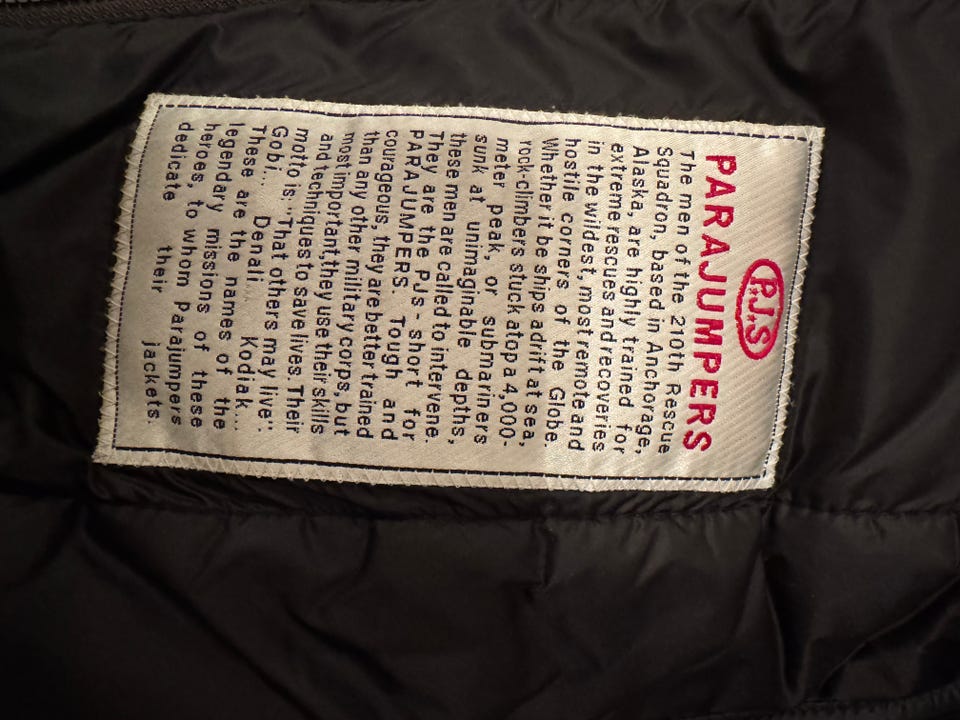 P.J.S
PARAJUMPERS
The men of the 210th Rescue
Squadron, based in Anchorage,
Alaska, are highly trained for
extreme rescues and recoveries
in the wildest, most remote and
hostile corners of the Globe.
Whether it be ships adrift at sea,
rock-climbers stuck atop a 4,000-
meter peak, or submariners
sunk at unimaginable depths,
these men are called to intervene.
They are the PJs - short for
PARAJUMPERS. Tough and
courageous, they are better trained
than any other military corps, but
most important, they use their skills
and techniques to save lives. Their
motto is: "That others may live".
Gobi... Denali... Kodiak...
These are the names of the
legendary missions of these
heroes, to whom Parajumpers
dedicate their jackets.